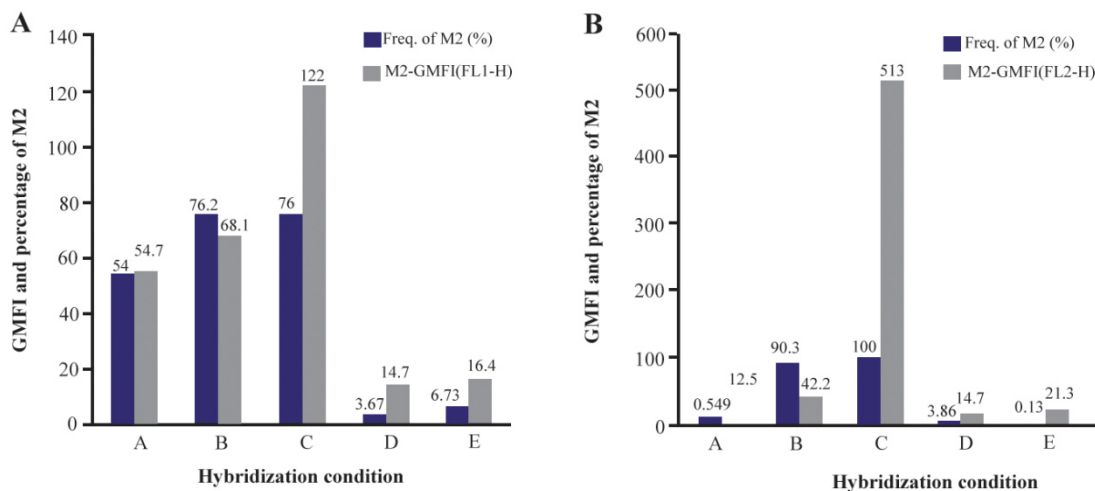 A
GMFI and percentage of M2
140
120
100
80
60
40
20
0
Freq. of M2 (%)
M2-GMFI(FL1-H)
54
54.7
76.2
68.1
76
122
3.67
14.7
6.73
16.4
A B C D E
Hybridization condition
B
GMFI and percentage of M2
600
500
400
300
200
100
0
Freq. of M2 (%)
M2-GMFI(FL2-H)
0.549
12.5
90.3
42.2
100
513
3.86
14.7
0.13
21.3
A B C D E
Hybridization condition